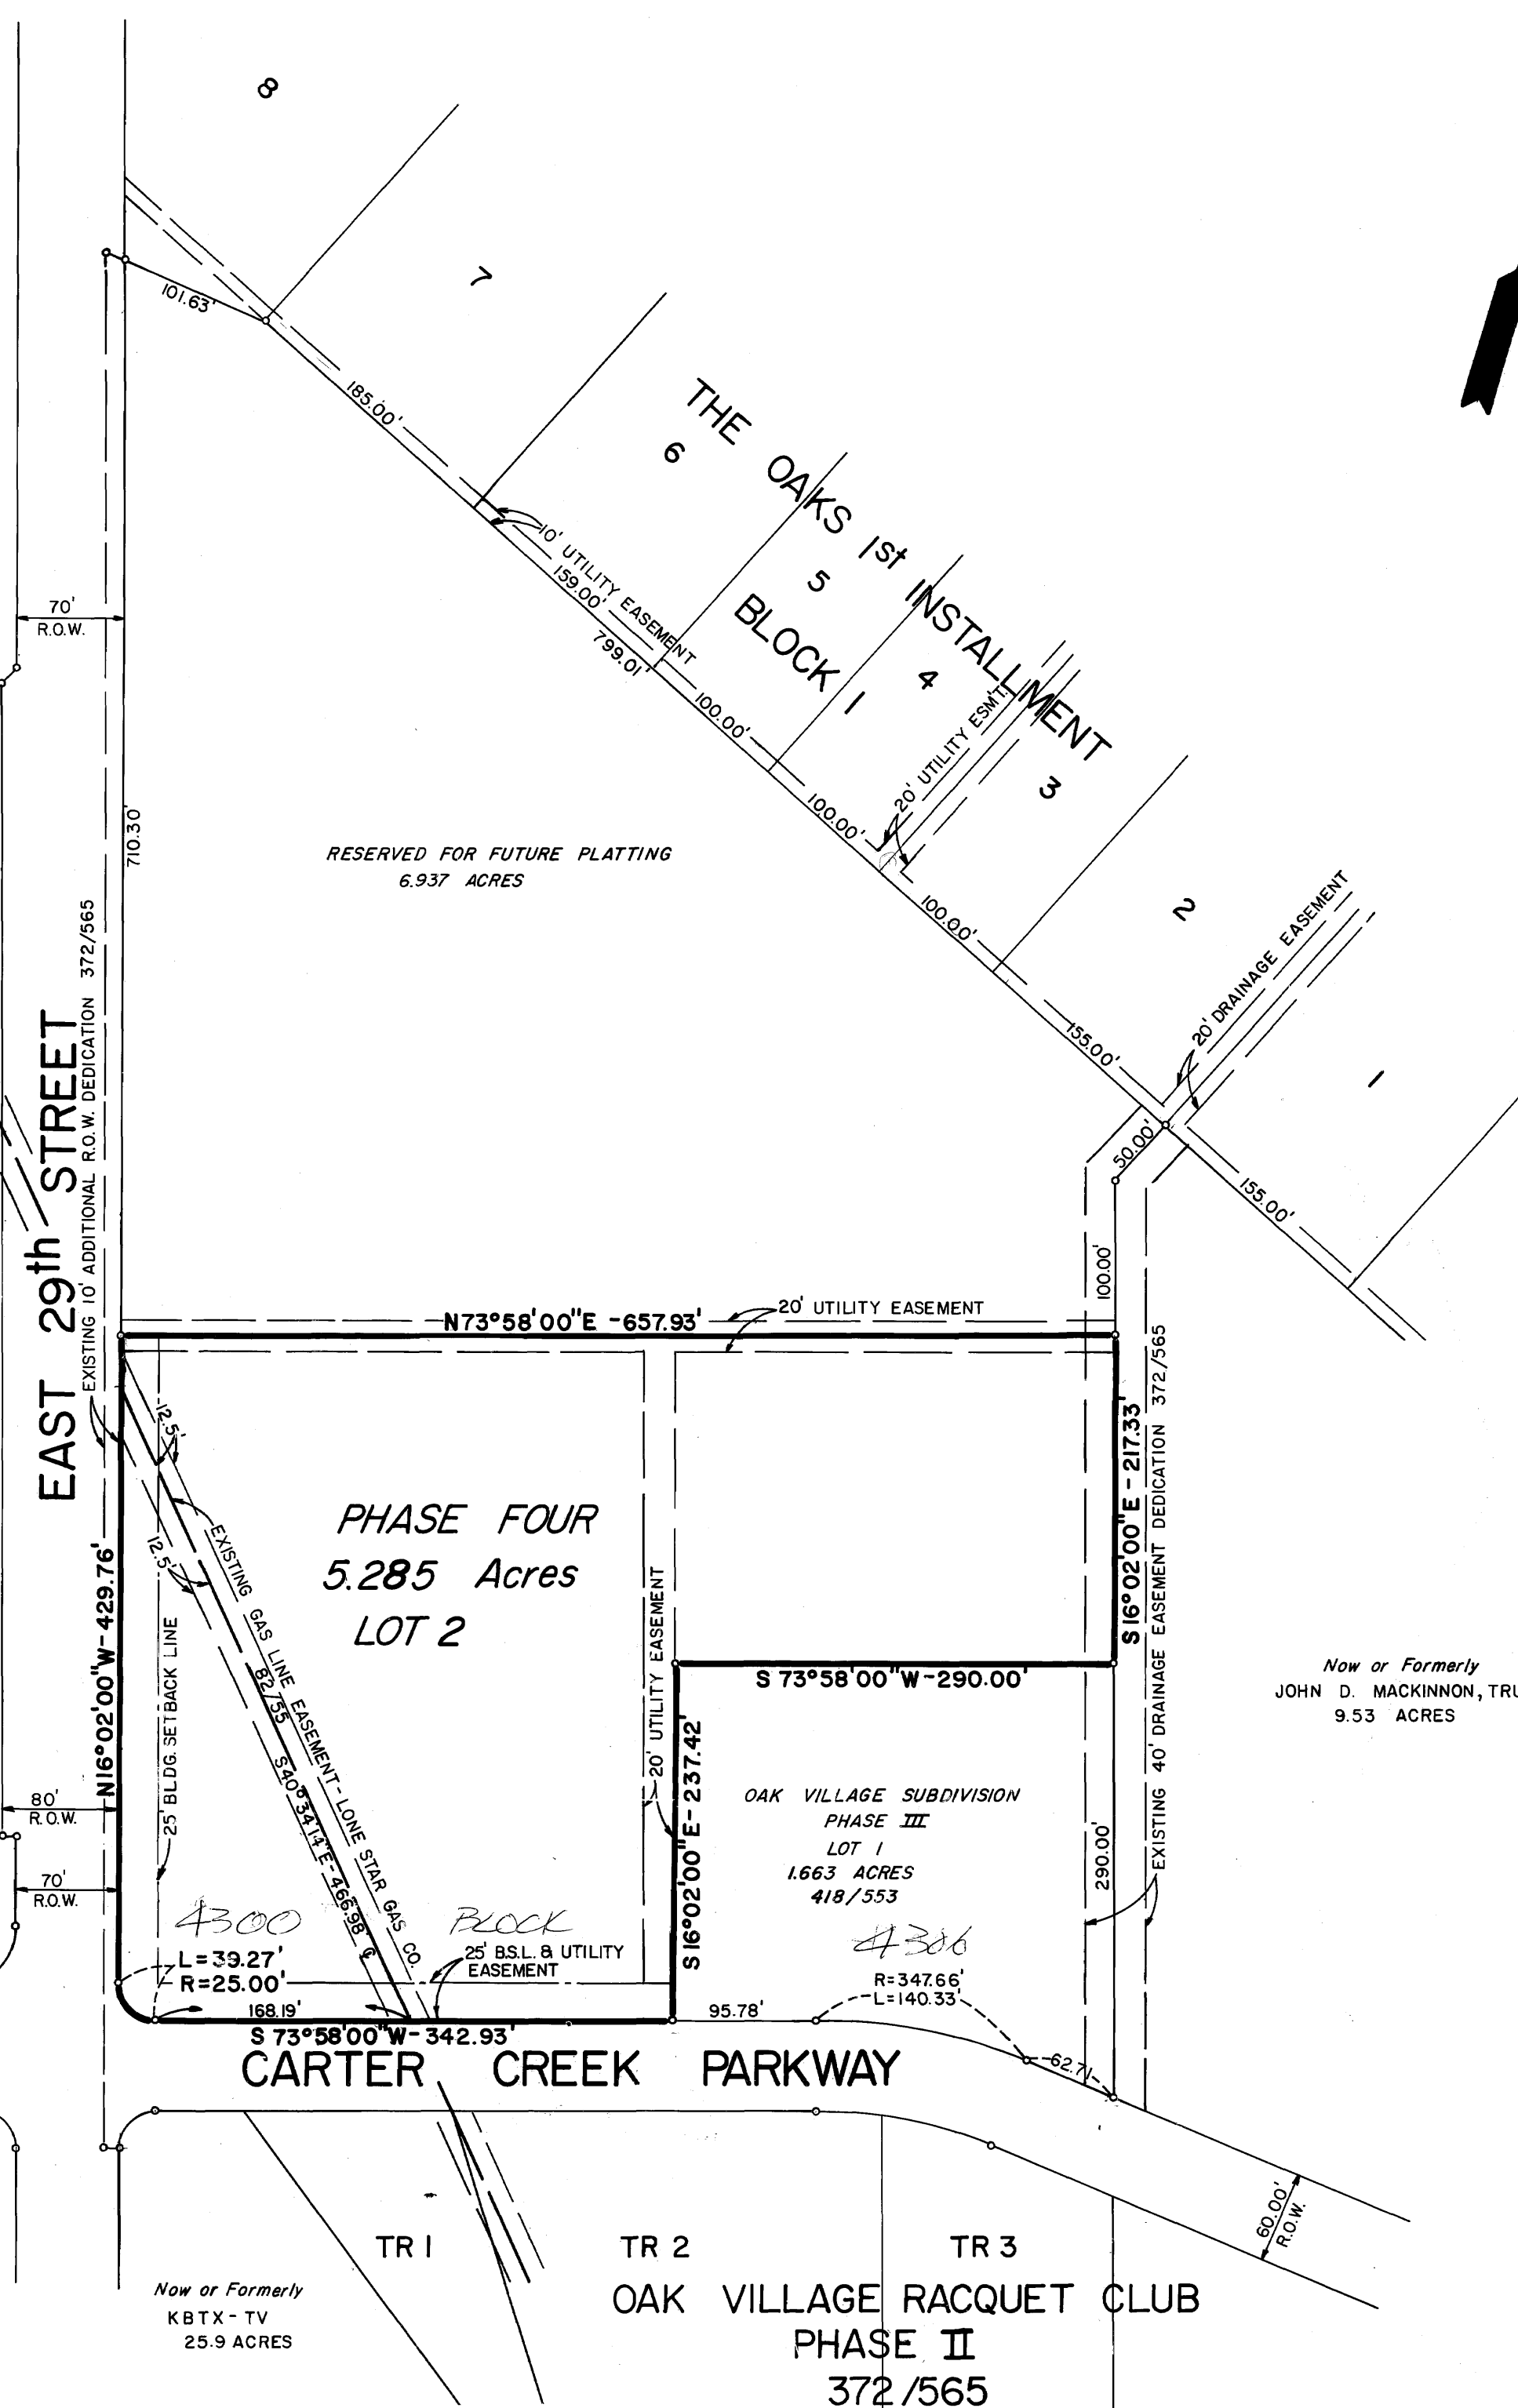 8
7
101.63'
185.00'
THE OAKS 1st INSTALLMENT
6
5
BLOCK 1
4
3
2
1
10' UTILITY EASEMENT
159.00'
799.01'
70'
R.O.W.
100.00'
20' UTILITY ESM'T.
100.00'
710.30'
RESERVED FOR FUTURE PLATTING
6.937 ACRES
100.00'
20' DRAINAGE EASEMENT
155.00'
50.00'
155.00'
100.00'
EAST 29th STREET
EXISTING 10' ADDITIONAL R.O.W. DEDICATION 372/565
N73°58'00"E -657.93'
20' UTILITY EASEMENT
12.5'
12.5'
PHASE FOUR
5.285 Acres
LOT 2
EXISTING GAS LINE EASEMENT - LONE STAR GAS CO.
82/55
S40°34'14"E-466.98' ℄
N16°02'00"W-429.76'
25' BLDG. SETBACK LINE
20' UTILITY EASEMENT
S16°02'00"E - 217.33'
EXISTING 40' DRAINAGE EASEMENT DEDICATION 372/565
S 73°58'00"W-290.00'
Now or Formerly
JOHN D. MACKINNON, TRU
9.53 ACRES
S16°02'00"E-237.42'
OAK VILLAGE SUBDIVISION
PHASE III
LOT 1
1.663 ACRES
418/553
290.00'
80'
R.O.W.
70'
R.O.W.
4300 BLOCK
4306
L=39.27'
R=25.00'
25' B.S.L. & UTILITY
EASEMENT
R=347.66'
L=140.33'
168.19'
95.78'
S 73°58'00"W-342.93'
62.71
CARTER CREEK PARKWAY
60.00'
R.O.W.
TR 1
TR 2
TR 3
OAK VILLAGE RACQUET CLUB
PHASE II
372/565
Now or Formerly
KBTX-TV
25.9 ACRES